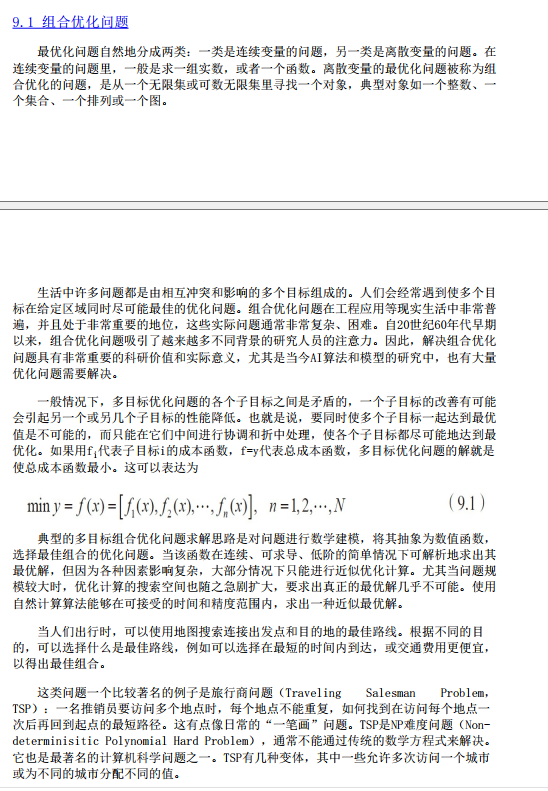 9.1 组合优化问题
最优化问题自然地分成两类：一类是连续变量的问题，另一类是离散变量的问题。在
连续变量的问题里，一般是求一组实数，或者一个函数。离散变量的最优化问题被称为组
合优化的问题，是从一个无限集或可数无限集里寻找一个对象，典型对象如一个整数、一
个集合、一个排列或一个图。
生活中许多问题都是由相互冲突和影响的多个目标组成的。人们会经常遇到使多个目
标在给定区域同时尽可能最佳的优化问题。组合优化问题在工程应用等现实生活中非常普
遍，并且处于非常重要的地位，这些实际问题通常非常复杂、困难。自20世纪60年代早期
以来，组合优化问题吸引了越来越多不同背景的研究人员的注意力。因此，解决组合优化
问题具有非常重要的科研价值和实际意义，尤其是当今AI算法和模型的研究中，也有大量
优化问题需要解决。
一般情况下，多目标优化问题的各个子目标之间是矛盾的，一个子目标的改善有可能
会引起另一个或另几个子目标的性能降低。也就是说，要同时使多个子目标一起达到最优
值是不可能的，而只能在它们中间进行协调和折中处理，使各个子目标都尽可能地达到最
优化。如果用fᵢ代表子目标i的成本函数，f=y代表总成本函数，多目标优化问题的解就是
使总成本函数最小。这可以表达为
min y = f(x) = [f₁(x), f₂(x), ⋯, fₙ(x)], n = 1, 2, ⋯, N （9.1）
典型的多目标组合优化问题求解思路是对问题进行数学建模，将其抽象为数值函数，
选择最佳组合的优化问题。当该函数在连续、可求导、低阶的简单情况下可解析地求出其
最优解，但因为各种因素影响复杂，大部分情况下只能进行近似优化计算。尤其当问题规
模较大时，优化计算的搜索空间也随之急剧扩大，要求出真正的最优解几乎不可能。使用
自然计算算法能够在可接受的时间和精度范围内，求出一种近似最优解。
当人们出行时，可以使用地图搜索连接出发点和目的地的最佳路线。根据不同的目
的，可以选择什么是最佳路线，例如可以选择在最短的时间内到达，或交通费用更便宜，
以得出最佳组合。
这类问题一个比较著名的例子是旅行商问题（Traveling Salesman Problem，
TSP）：一名推销员要访问多个地点时，每个地点不能重复，如何找到在访问每个地点一
次后再回到起点的最短路径。这有点像日常的“一笔画”问题。TSP是NP难度问题（Non-
determinisitic Polynomial Hard Problem），通常不能通过传统的数学方程式来解决。
它也是最著名的计算机科学问题之一。TSP有几种变体，其中一些允许多次访问一个城市
或为不同的城市分配不同的值。